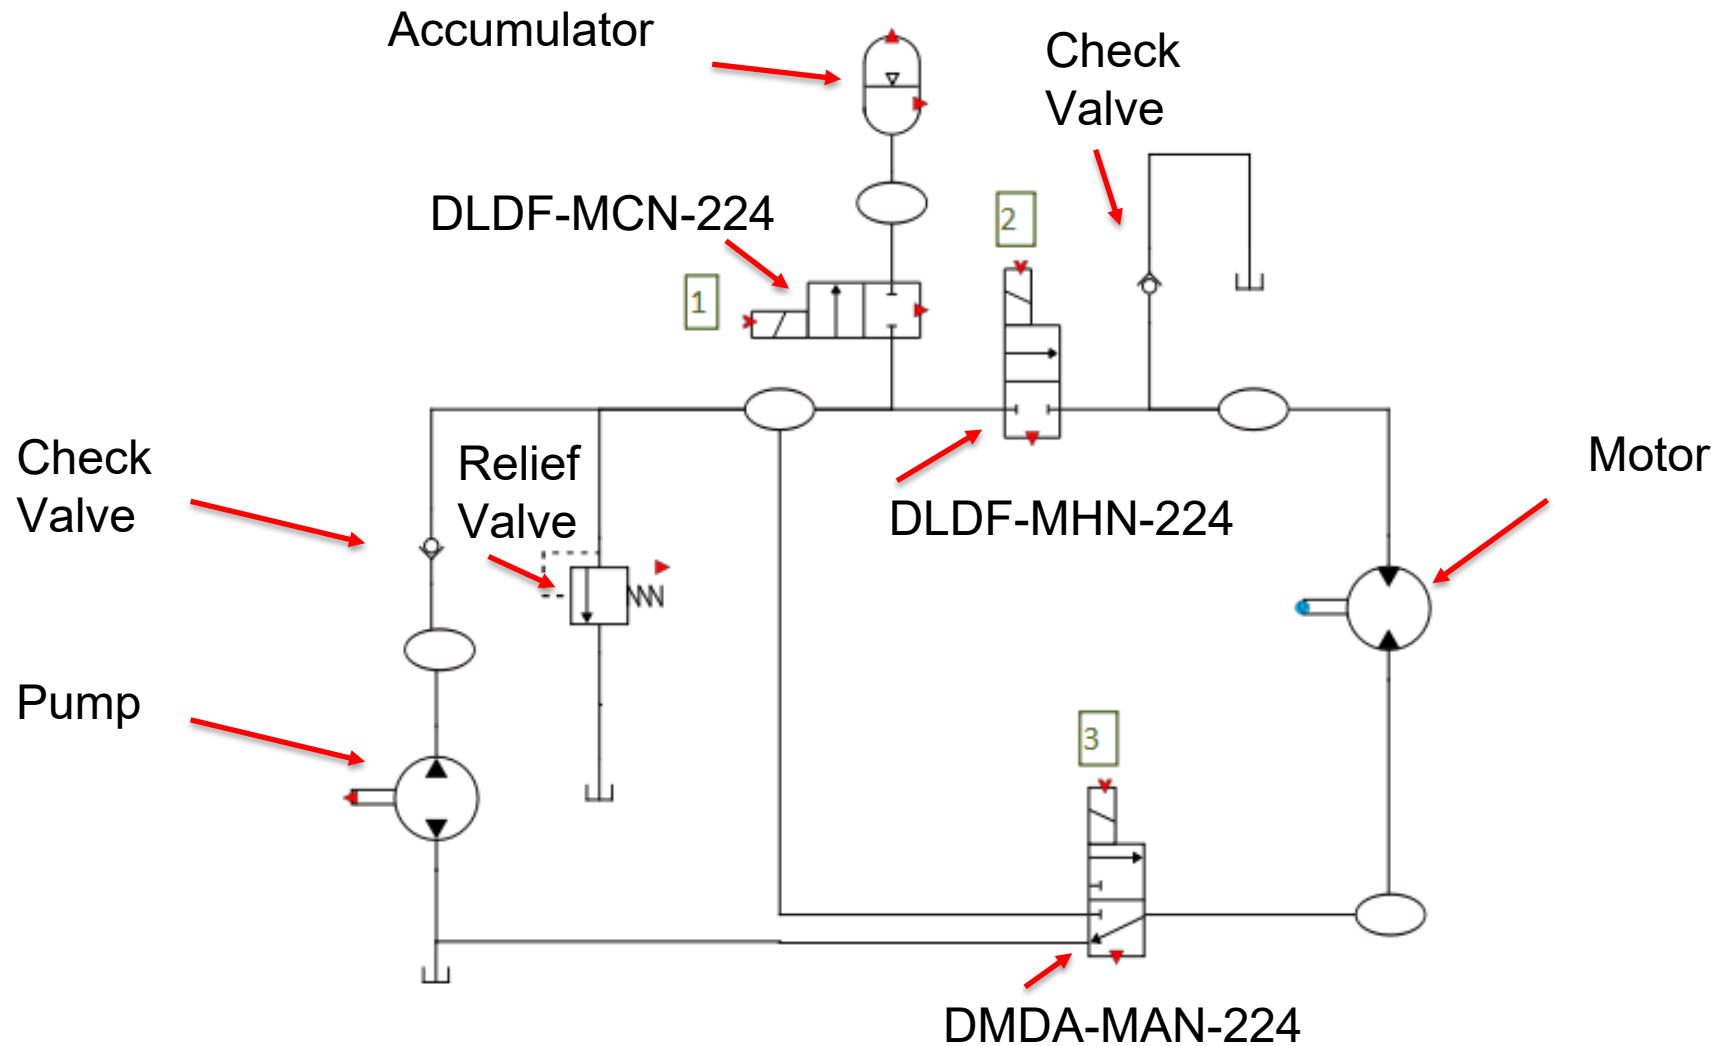 Accumulator
Check
Valve
DLDF-MCN-224
2
1
Check
Valve
Relief
Valve
Motor
DLDF-MHN-224
Pump
3
DMDA-MAN-224